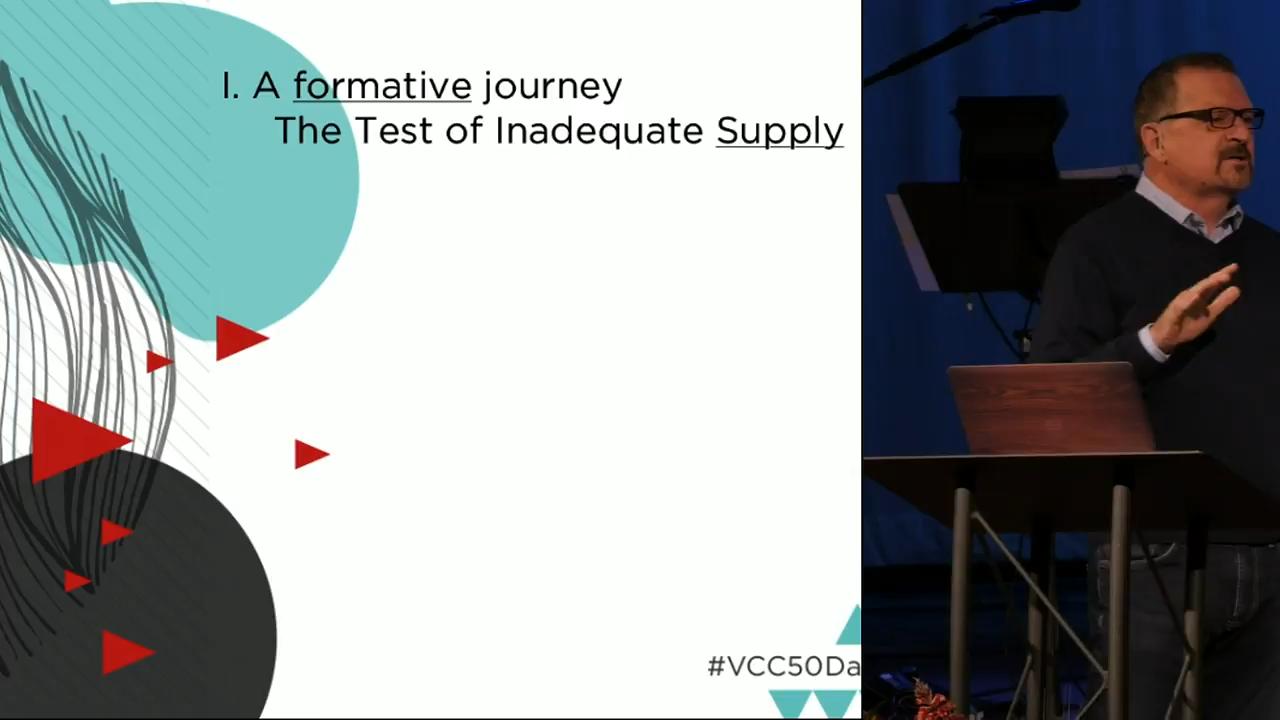 I. A formative journey
The Test of Inadequate Supply
#VCC50Da